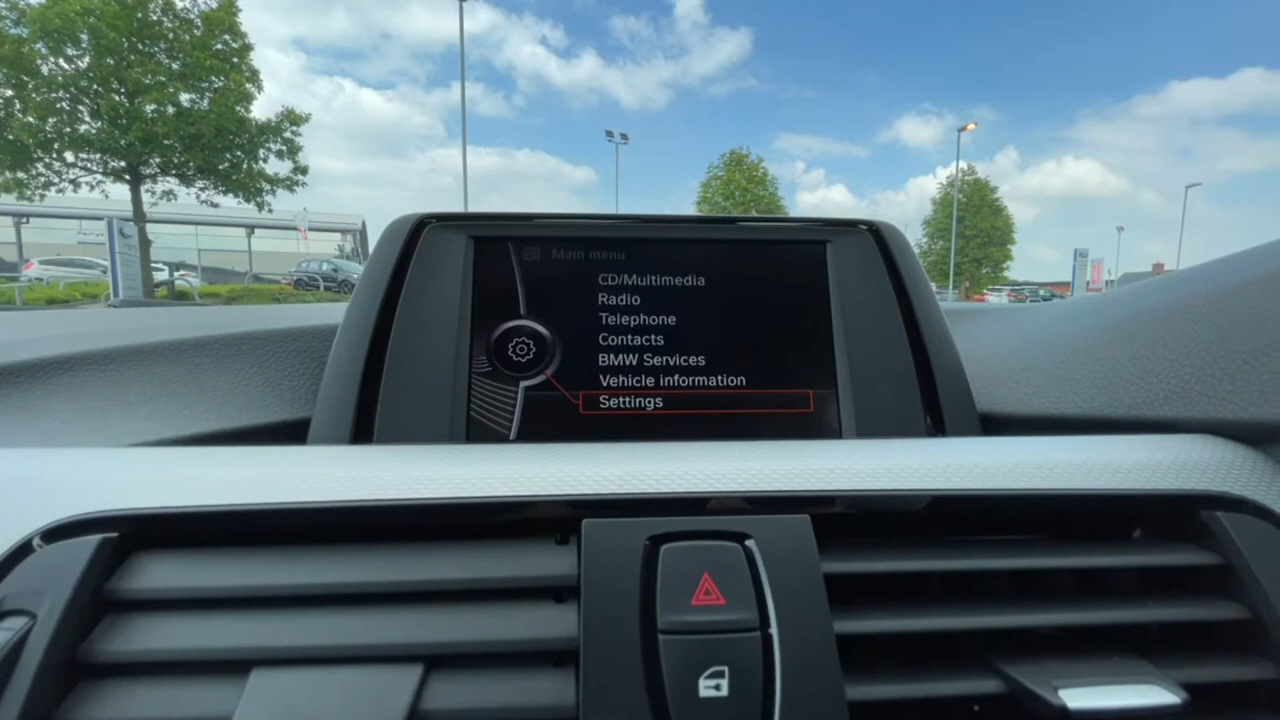 Main menu
CD/Multimedia
Radio
Telephone
Contacts
BMW Services
Vehicle information
Settings